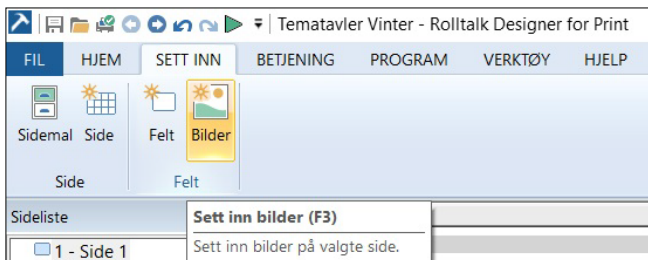 Tematavler Vinter - Rolltalk Designer for Print
FIL HJEM SETT INN BETJENING PROGRAM VERKTØY HJELP
Sidemal Side Felt Bilder
Side Felt
Sideliste
Sett inn bilder (F3)
1 - Side 1
Sett inn bilder på valgte side.